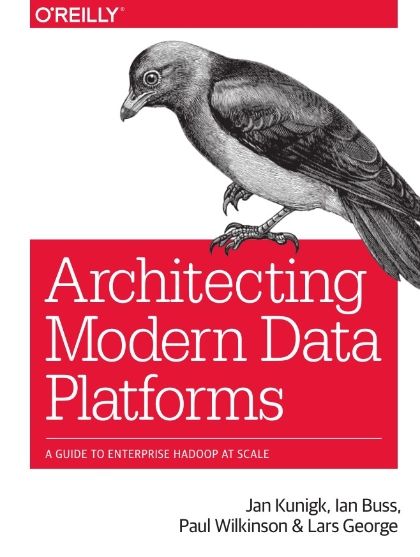 O'REILLY®
Architecting
Modern Data
Platforms
A GUIDE TO ENTERPRISE HADOOP AT SCALE
Jan Kunigk, Ian Buss,
Paul Wilkinson & Lars George